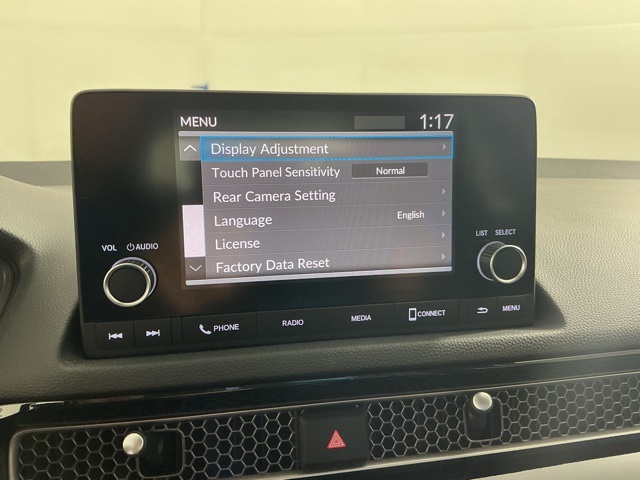 MENU 1:17
Display Adjustment
Touch Panel Sensitivity Normal
Rear Camera Setting
Language English
License
Factory Data Reset
VOL AUDIO
LIST SELECT
PHONE RADIO MEDIA CONNECT MENU